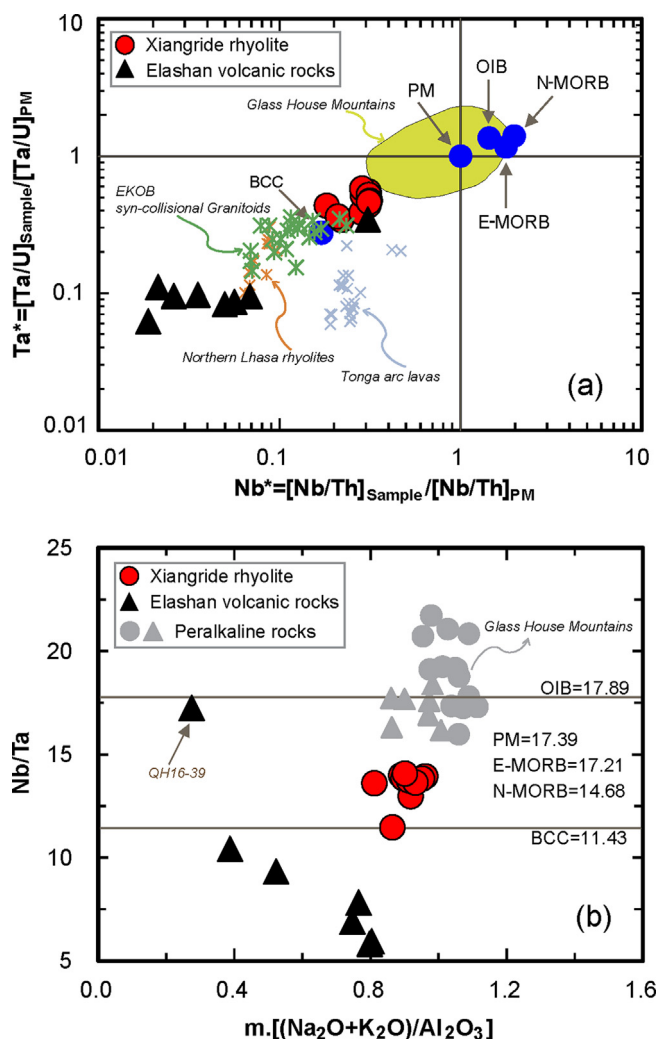 10
Xiangride rhyolite
Elashan volcanic rocks
OIB
N-MORB
PM
Glass House Mountains
1
EKOB
syn-collisional Granitoids
BCC
E-MORB
0.1
Northern Lhasa rhyolites
Tonga arc lavas
(a)
0.01
Ta*=[Ta/U]Sample/[Ta/U]PM
0.01
0.1
1
10
Nb*=[Nb/Th]Sample/[Nb/Th]PM
25
Xiangride rhyolite
Elashan volcanic rocks
Peralkaline rocks
Glass House Mountains
20
OIB=17.89
PM=17.39
E-MORB=17.21
N-MORB=14.68
QH16-39
15
BCC=11.43
10
(b)
5
Nb/Ta
0.0
0.4
0.8
1.2
1.6
m.[(Na2O+K2O)/Al2O3]